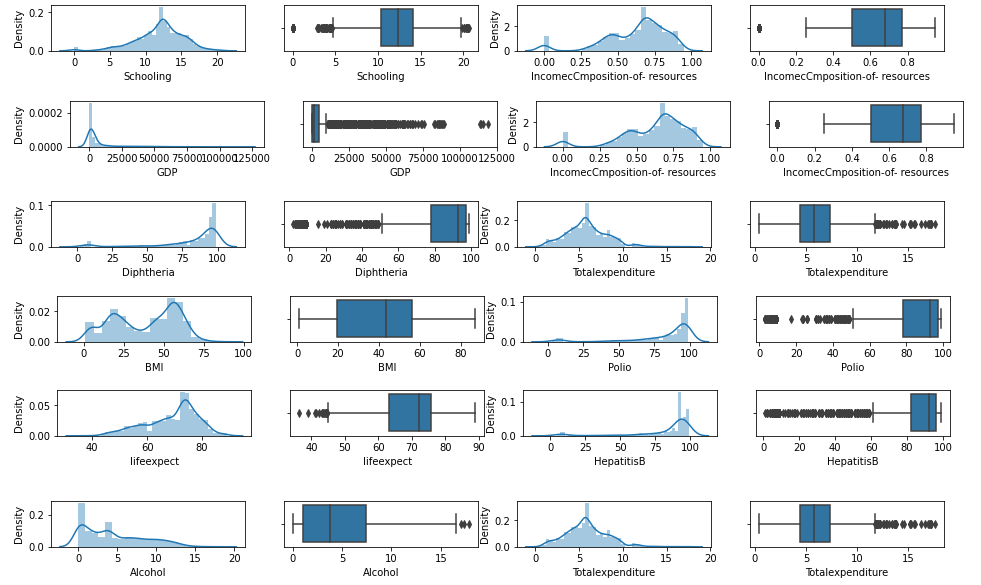 0.2
0.0
Density
0 5 10 15 20
Schooling
0 5 10 15 20
Schooling
2
0
Density
0.00 0.25 0.50 0.75 1.00
IncomecCmposition-of- resources
0.0 0.2 0.4 0.6 0.8
IncomecCmposition-of- resources
0.0002
0.0000
Density
0 25000 50000 75000 100000 125000
GDP
0 25000 50000 75000 100000 125000
GDP
2
0
Density
0.00 0.25 0.50 0.75 1.00
IncomecCmposition-of- resources
0.0 0.2 0.4 0.6 0.8
IncomecCmposition-of- resources
0.1
0.0
Density
0 25 50 75 100
Diphtheria
0 20 40 60 80 100
Diphtheria
0.2
0.0
Density
0 5 10 15 20
Totalexpenditure
0 5 10 15
Totalexpenditure
0.02
0.00
Density
0 25 50 75 100
BMI
0 20 40 60 80
BMI
0.1
0.0
Density
0 25 50 75 100
Polio
0 20 40 60 80 100
Polio
0.05
0.00
Density
40 60 80
lifeexpect
40 50 60 70 80 90
lifeexpect
0.1
0.0
Density
0 25 50 75 100
HepatitisB
0 20 40 60 80 100
HepatitisB
0.2
0.0
Density
0 5 10 15 20
Alcohol
0 5 10 15
Alcohol
0.2
0.0
Density
0 5 10 15 20
Totalexpenditure
0 5 10 15
Totalexpenditure